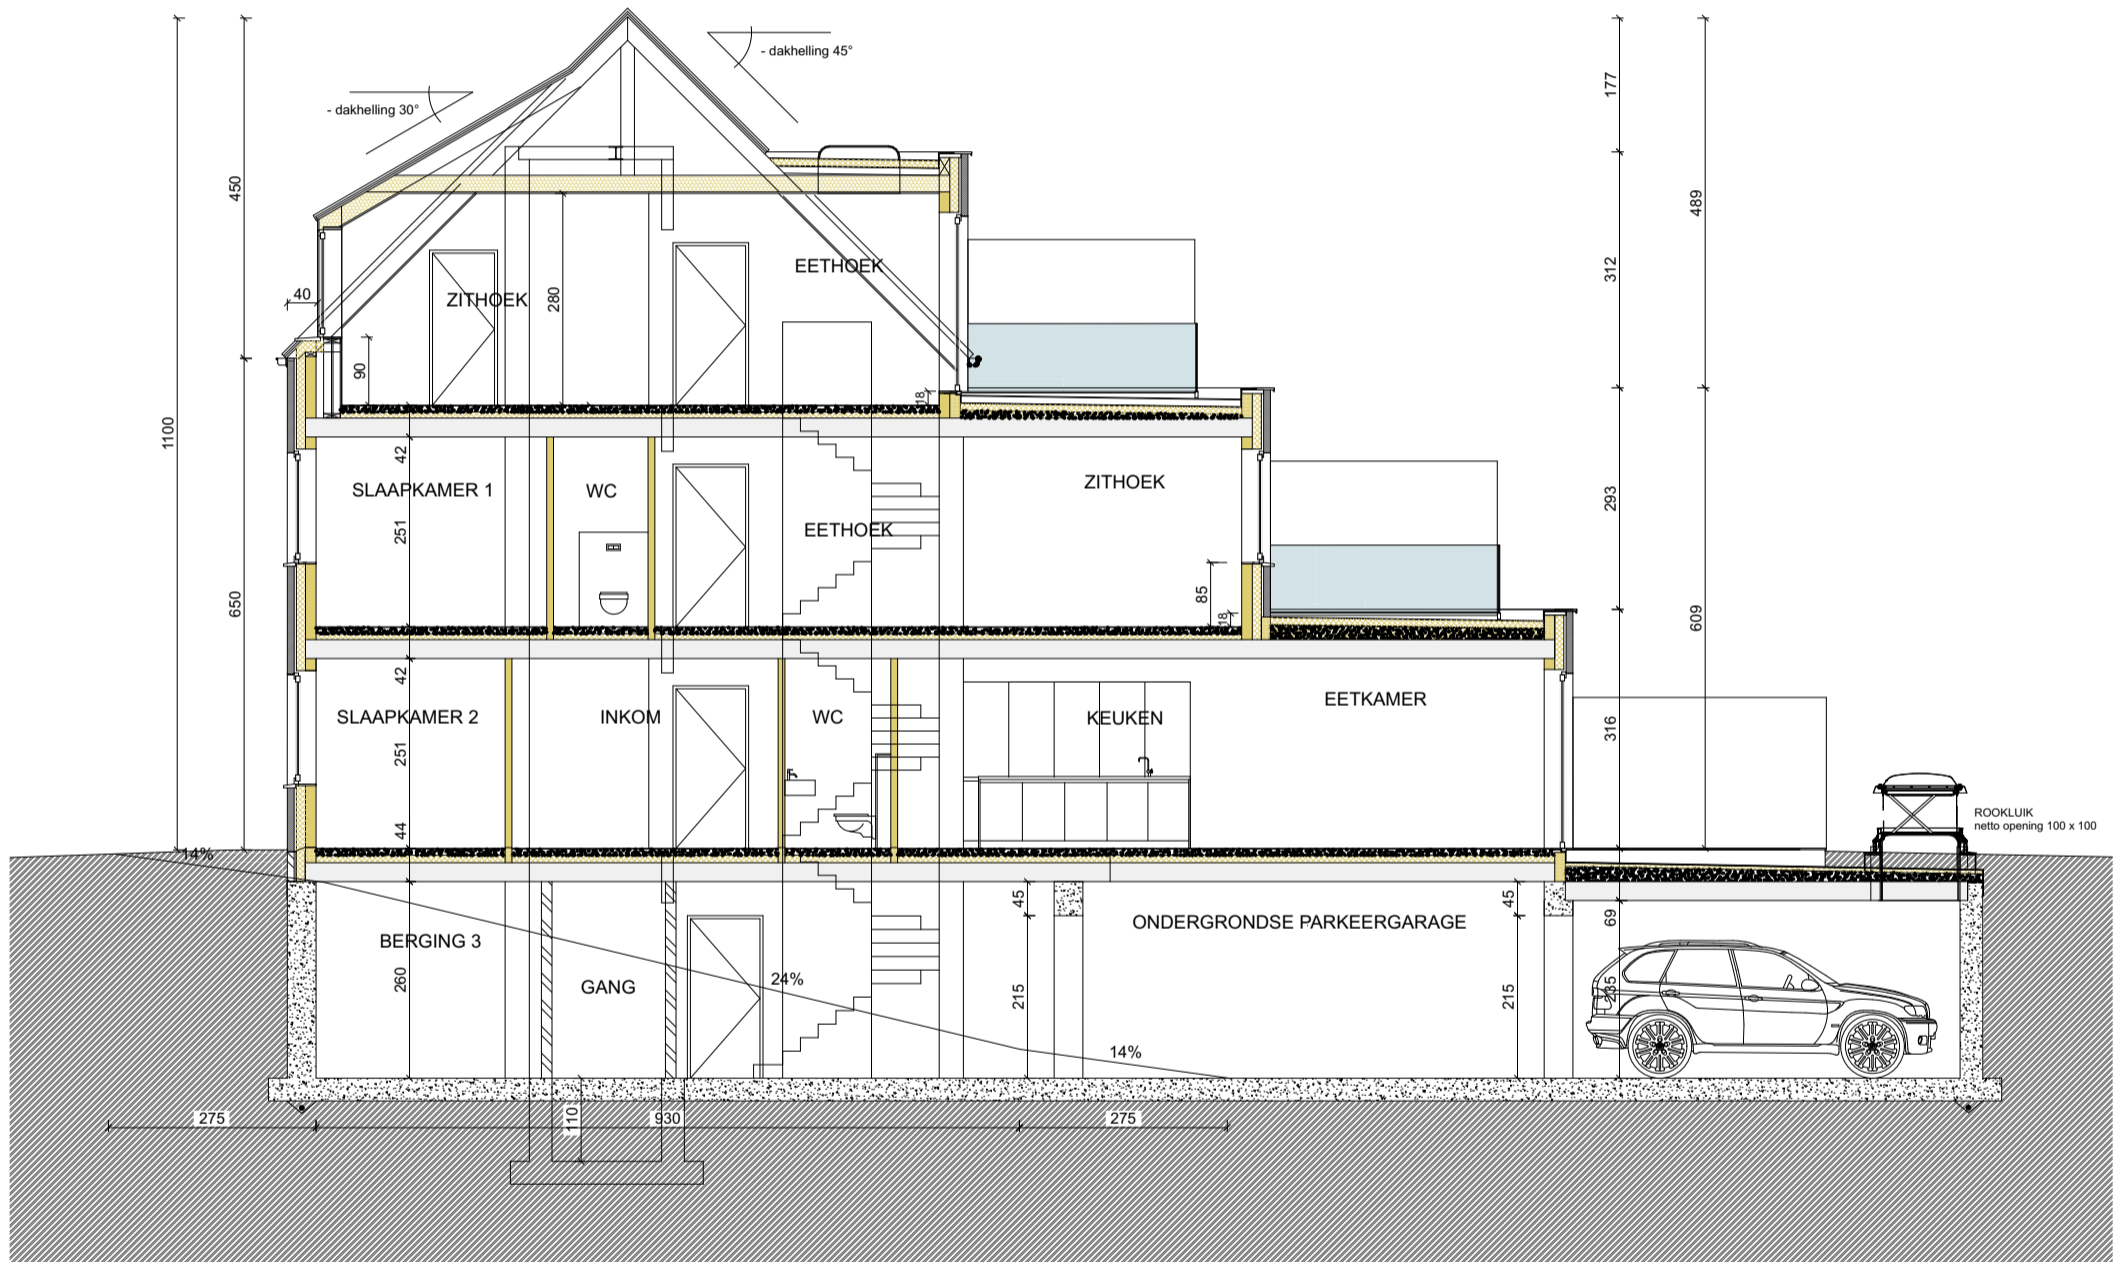 - dakhelling 45°
- dakhelling 30°
177
450
489
312
EETHOEK
ZITHOEK
280
40
90
18
1100
42
SLAAPKAMER 1
WC
ZITHOEK
251
EETHOEK
293
85
18
650
609
42
SLAAPKAMER 2
INKOM
WC
KEUKEN
EETKAMER
251
316
44
ROOKLUIK
netto opening 100 x 100
14%
45
45
69
ONDERGRONDSE PARKEERGARAGE
BERGING 3
260
GANG
24%
215
215
235
14%
275
110
930
275